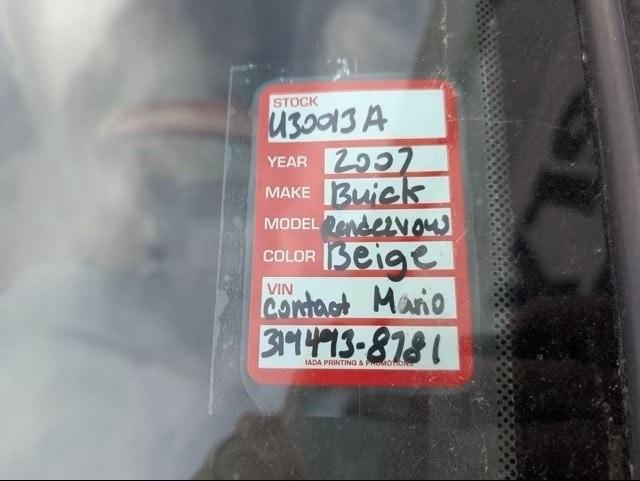 STOCK
U30013A
YEAR 2007
MAKE Buick
MODEL Rendezvous
COLOR Beige
VIN
contact Mario
319 493-8781
IADA PRINTING & PROMOTIONS